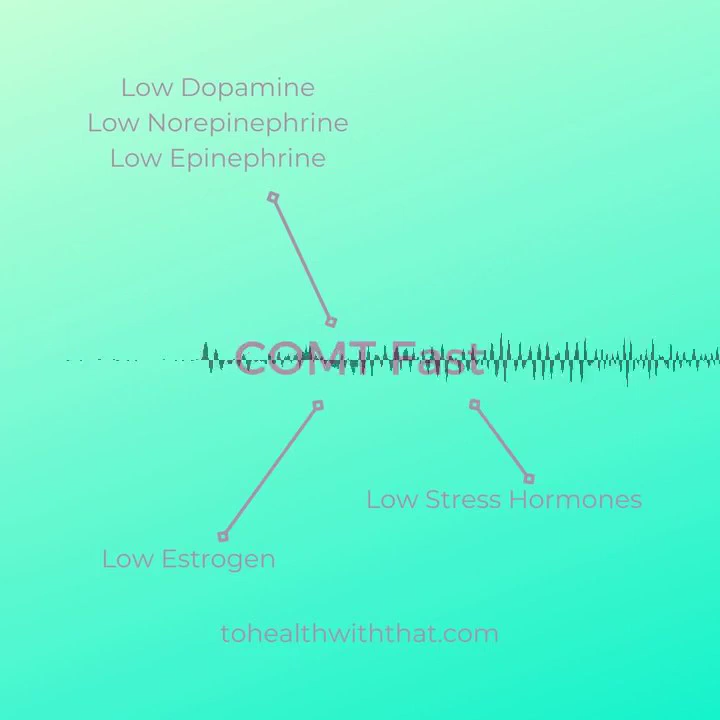 Low Dopamine
Low Norepinephrine
Low Epinephrine
COMT Fast
Low Stress Hormones
Low Estrogen
tohealthwiththat.com